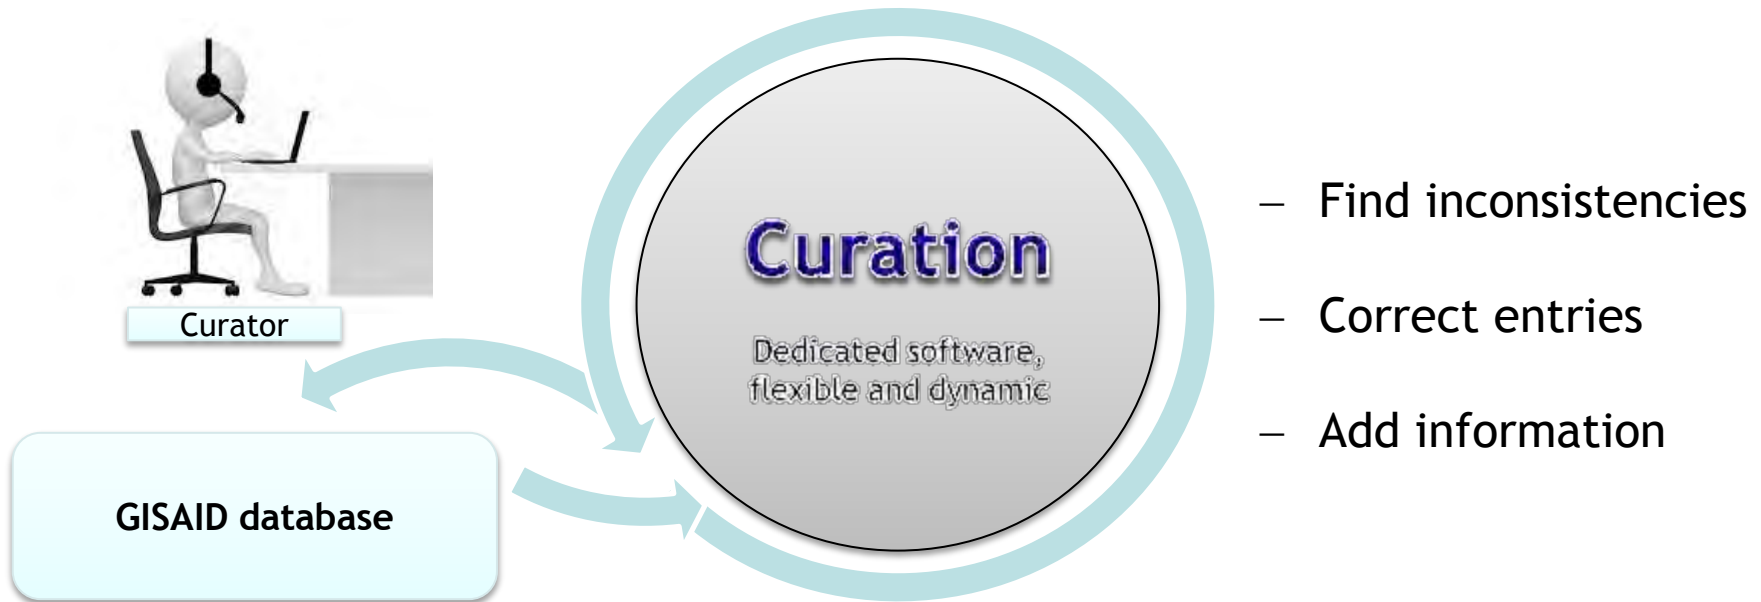 Curator
GISAID database
Curation
Dedicated software,
flexible and dynamic
– Find inconsistencies
– Correct entries
– Add information